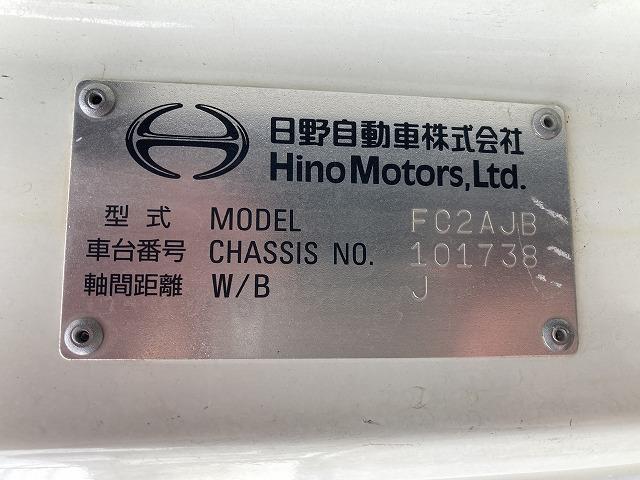 日野自動車株式会社
Hino Motors, Ltd.
型式 MODEL FC2AJB
車台番号 CHASSIS NO. 101738
軸間距離 W/B J